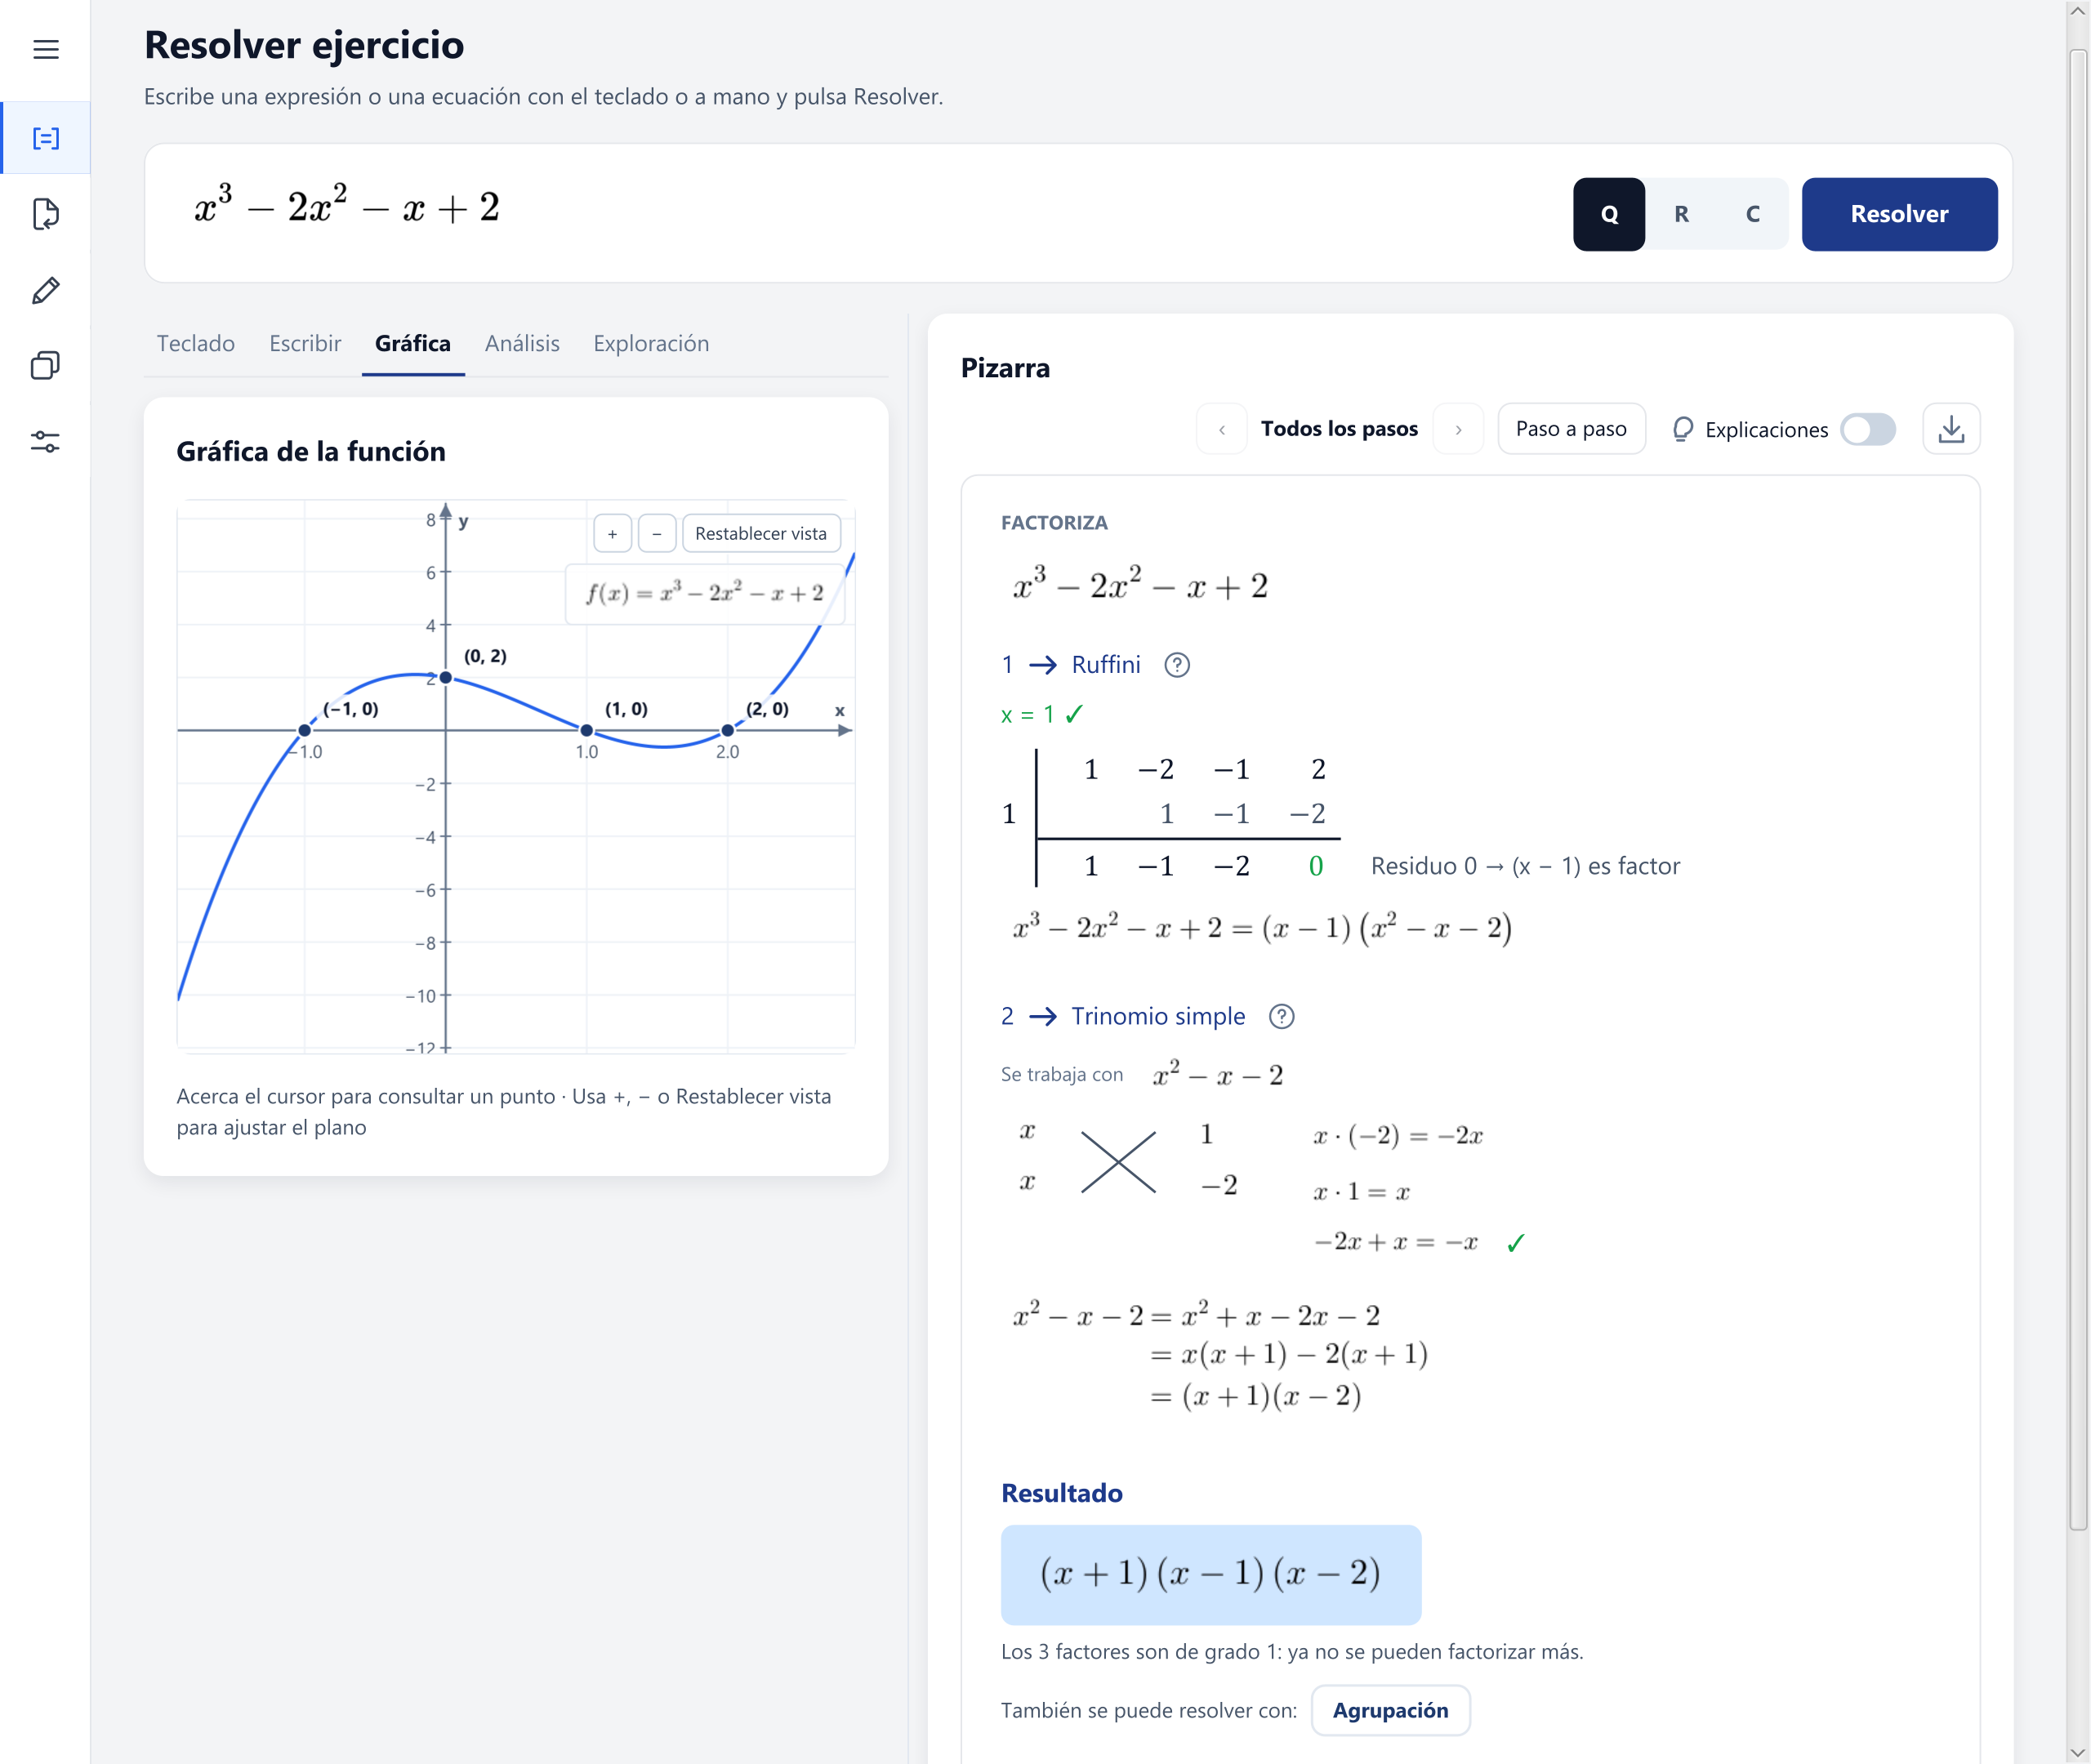 Resolver ejercicio
Escribe una expresión o una ecuación con el teclado o a mano y pulsa Resolver.
x³ − 2x² − x + 2
Q R C Resolver
Teclado Escribir Gráfica Análisis Exploración
Gráfica de la función
+ − Restablecer vista
f(x) = x³ − 2x² − x + 2
y
8
6
4
2
−2
−4
−6
−8
−10
−12
(0, 2)
(−1, 0) (1, 0) (2, 0) x
−1.0 1.0 2.0
Acerca el cursor para consultar un punto · Usa +, − o Restablecer vista
para ajustar el plano
Pizarra
‹ Todos los pasos › Paso a paso Explicaciones
FACTORIZA
x³ − 2x² − x + 2
1 → Ruffini ?
x = 1 ✓
1 −2 −1 2
1 1 −1 −2
1 −1 −2 0 Residuo 0 → (x − 1) es factor
x³ − 2x² − x + 2 = (x − 1) (x² − x − 2)
2 → Trinomio simple ?
Se trabaja con x² − x − 2
x 1 x · (−2) = −2x
x −2 x · 1 = x
−2x + x = −x ✓
x² − x − 2 = x² + x − 2x − 2
= x(x + 1) − 2(x + 1)
= (x + 1)(x − 2)
Resultado
(x + 1) (x − 1) (x − 2)
Los 3 factores son de grado 1: ya no se pueden factorizar más.
También se puede resolver con: Agrupación